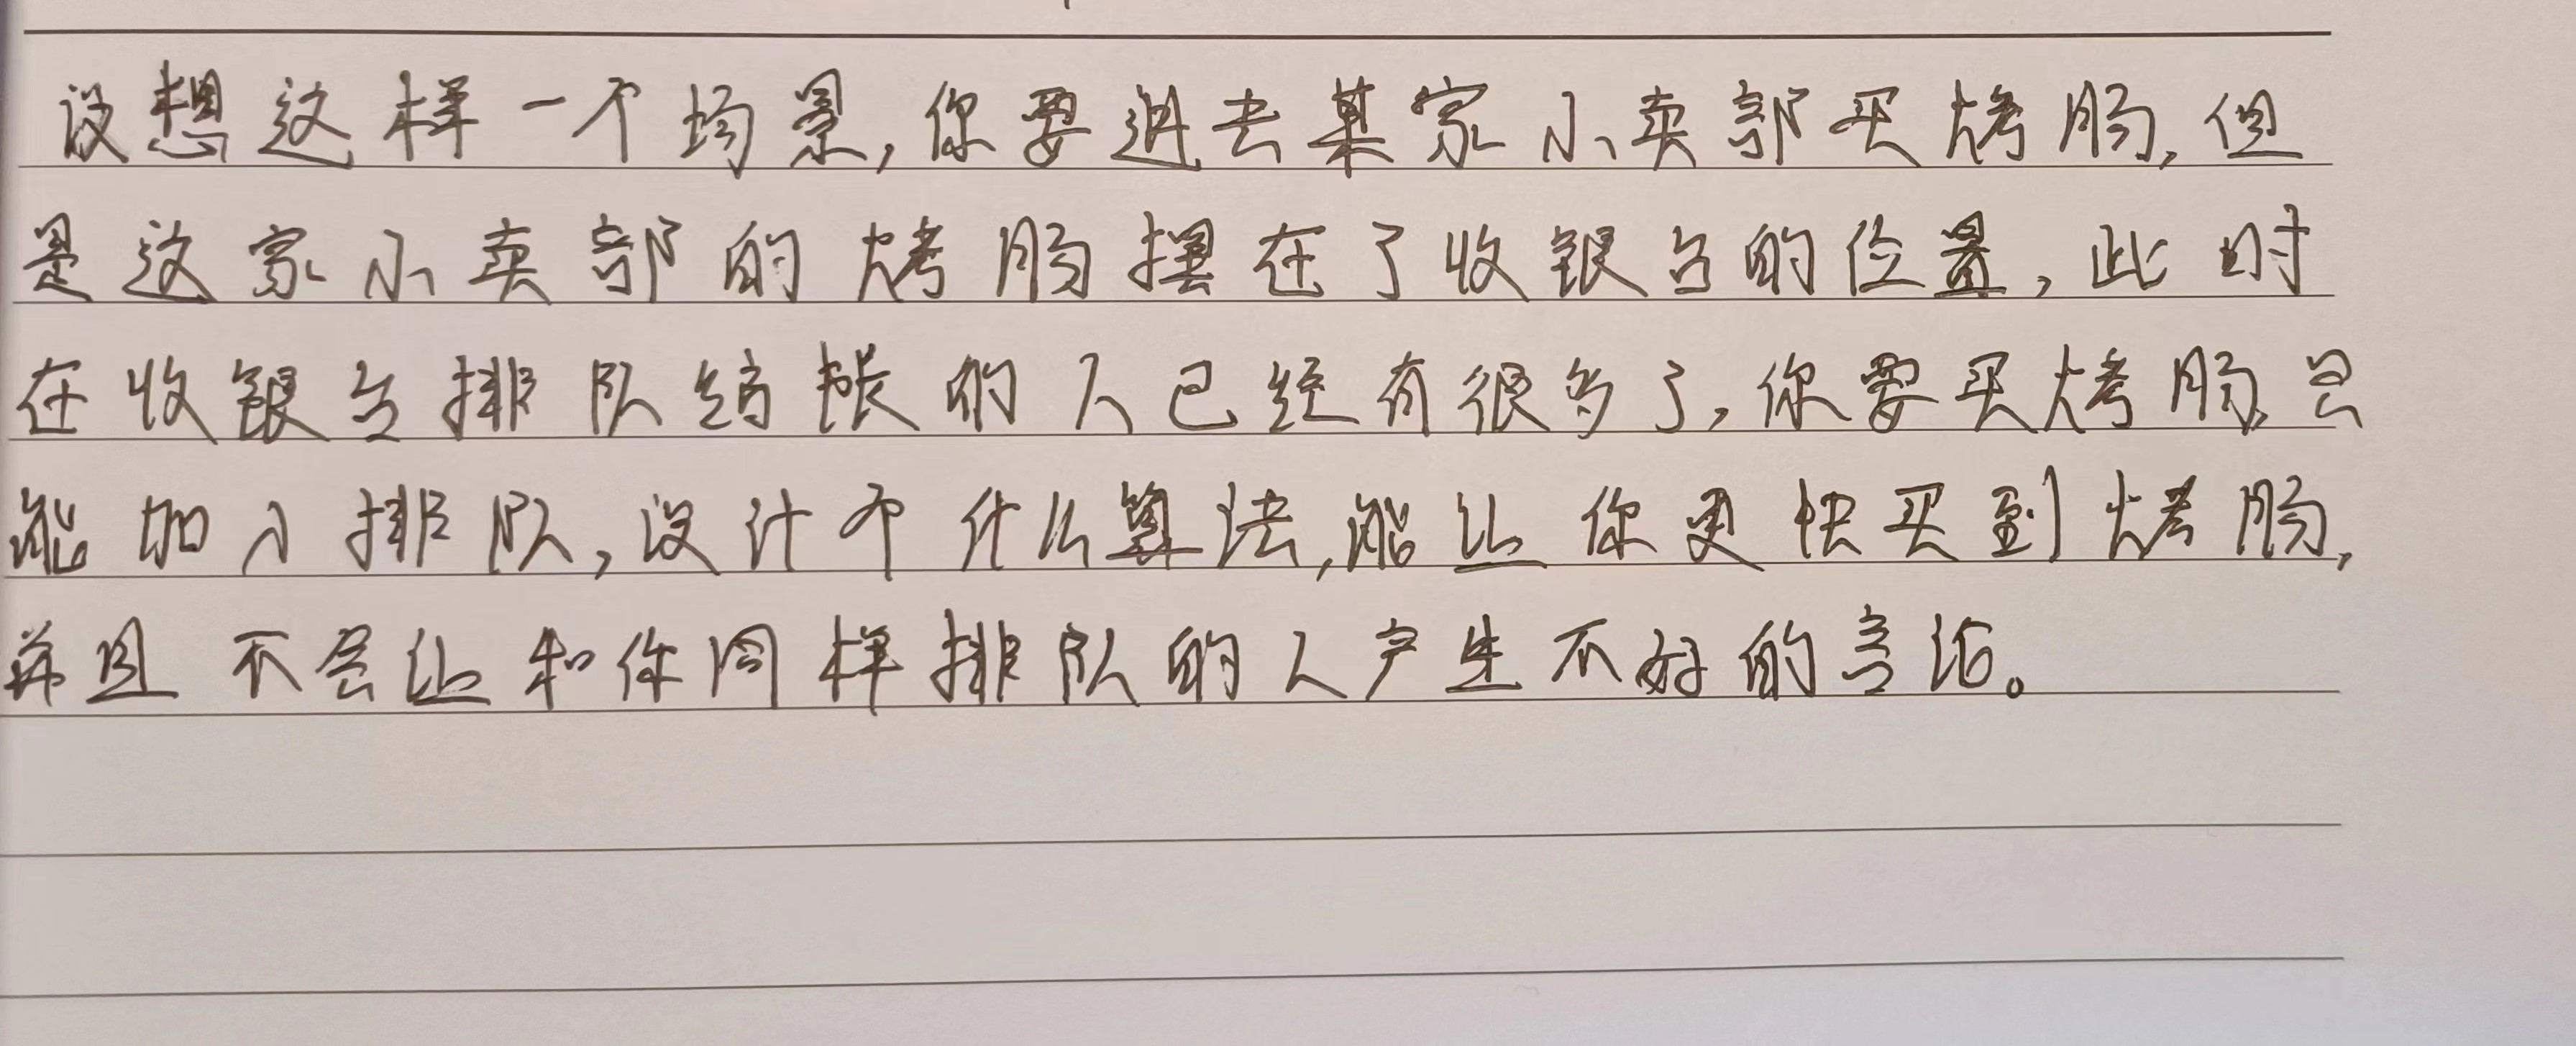 设想这样一个场景,你要进去某家小卖部买烤肠,但
是这家小卖部的烤肠摆在了收银台的位置,此时
在收银台排队结帐的人已经有很多了,你要买烤肠,只
能加入排队,设计个什么算法,能让你更快买到烤肠,
并且不会让和你同样排队的人产生不好的言论。